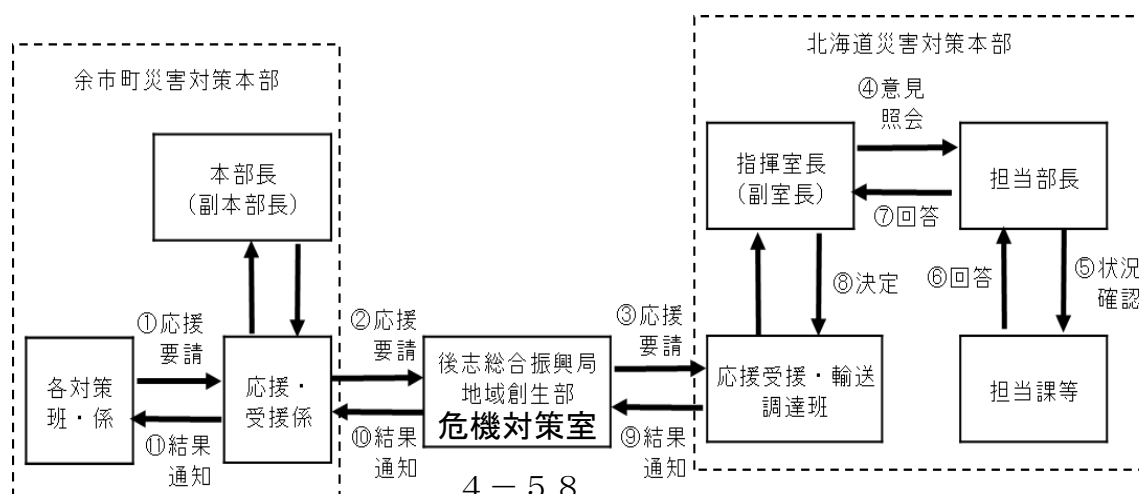 北海道災害対策本部
余市町災害対策本部
④意見
照会
本部長
(副本部長)
指揮室長
(副室長)
担当部長
⑦回答
⑧決定
⑥回答
⑤状況
確認
①応援
要請
②応援
要請
③応援
要請
各対策
班・係
応援・
受援係
後志総合振興局
地域創生部
危機対策室
応援受援・輸送
調達班
担当課等
⑪結果
通知
⑩結果
通知
⑨結果
通知
4－58